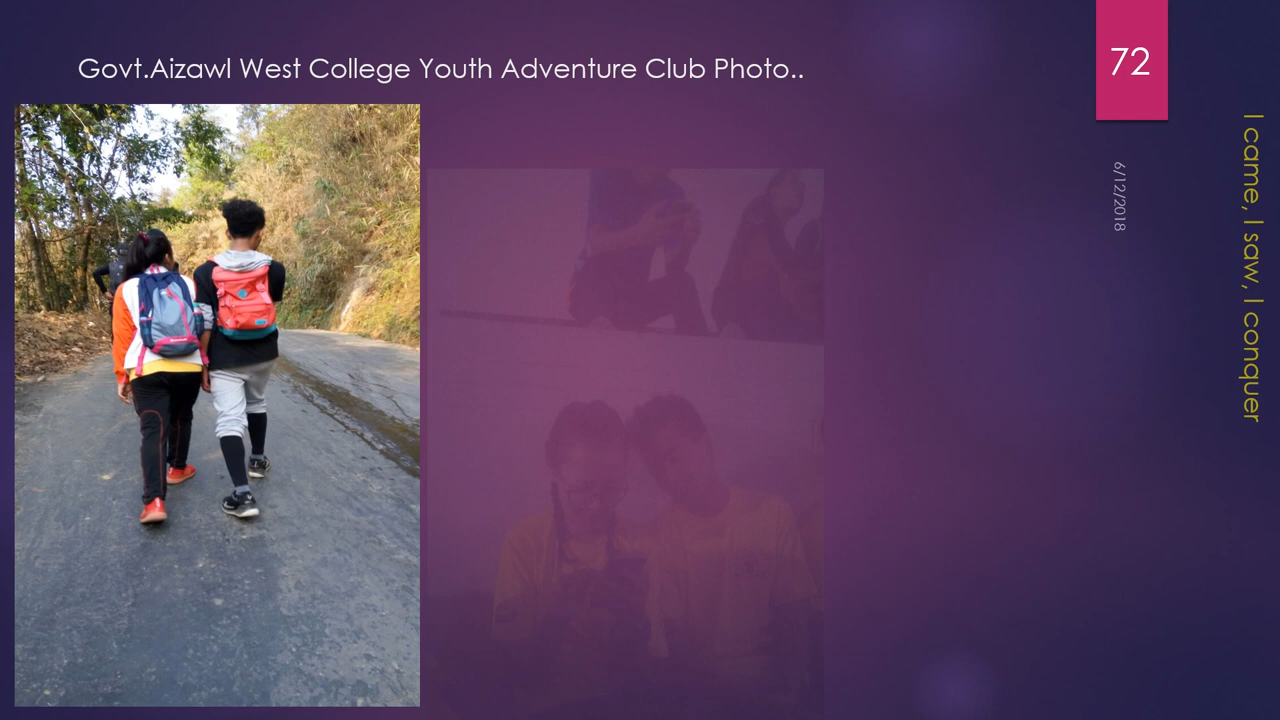 Govt.Aizawl West College Youth Adventure Club Photo..
72
6/12/2018
I came, I saw, I conquer